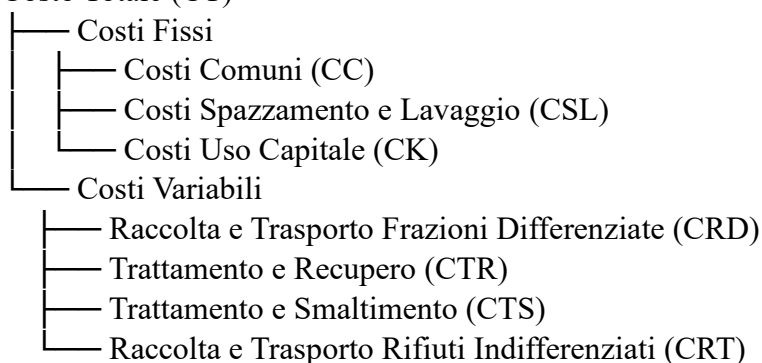 Costi Fissi
Costi Comuni (CC)
Costi Spazzamento e Lavaggio (CSL)
Costi Uso Capitale (CK)
Costi Variabili
Raccolta e Trasporto Frazioni Differenziate (CRD)
Trattamento e Recupero (CTR)
Trattamento e Smaltimento (CTS)
Raccolta e Trasporto Rifiuti Indifferenziati (CRT)